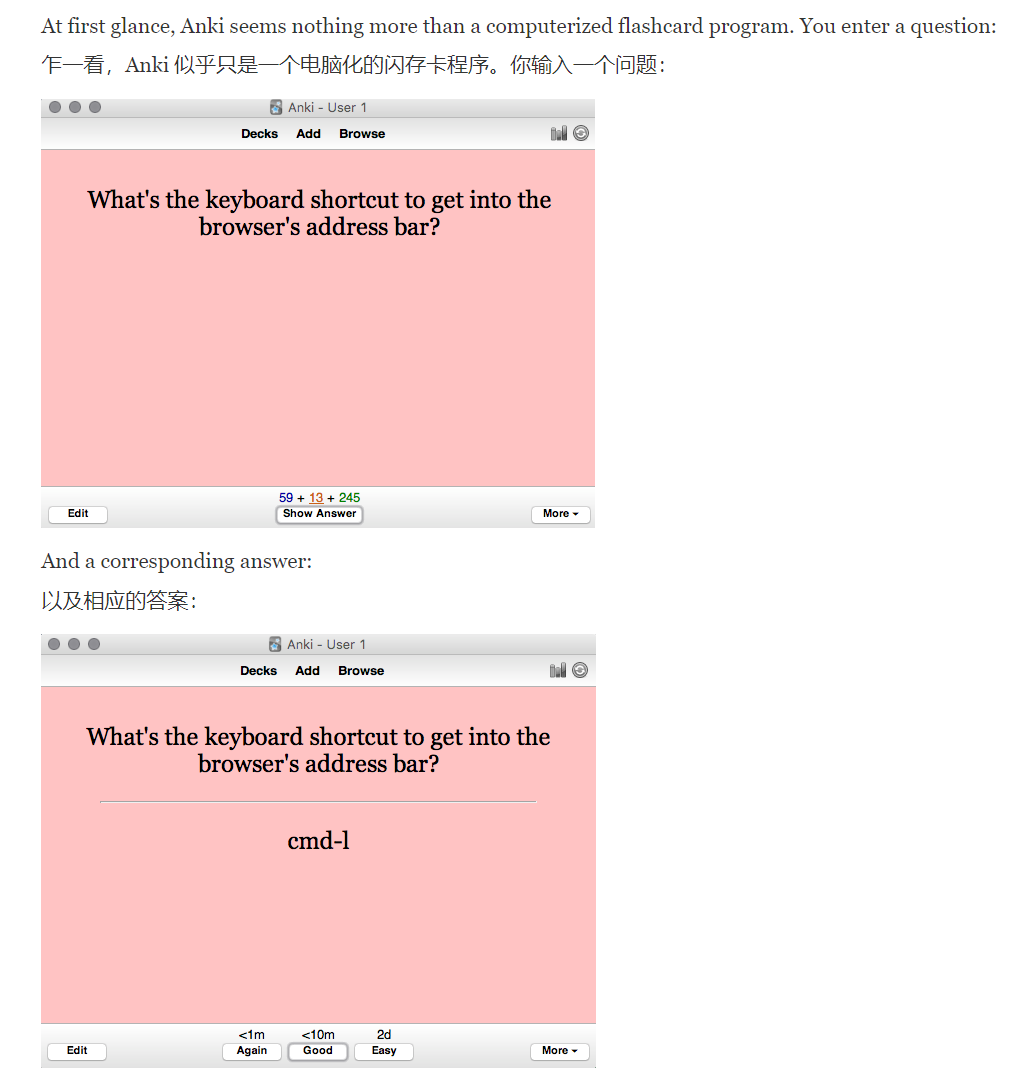 At first glance, Anki seems nothing more than a computerized flashcard program. You enter a question:
乍一看，Anki 似乎只是一个电脑化的闪存卡程序。你输入一个问题：
Anki - User 1
Decks Add Browse
What's the keyboard shortcut to get into the
browser's address bar?
59 + 13 + 245
Edit Show Answer More
And a corresponding answer:
以及相应的答案：
Anki - User 1
Decks Add Browse
What's the keyboard shortcut to get into the
browser's address bar?
cmd-l
<1m <10m 2d
Edit Again Good Easy More